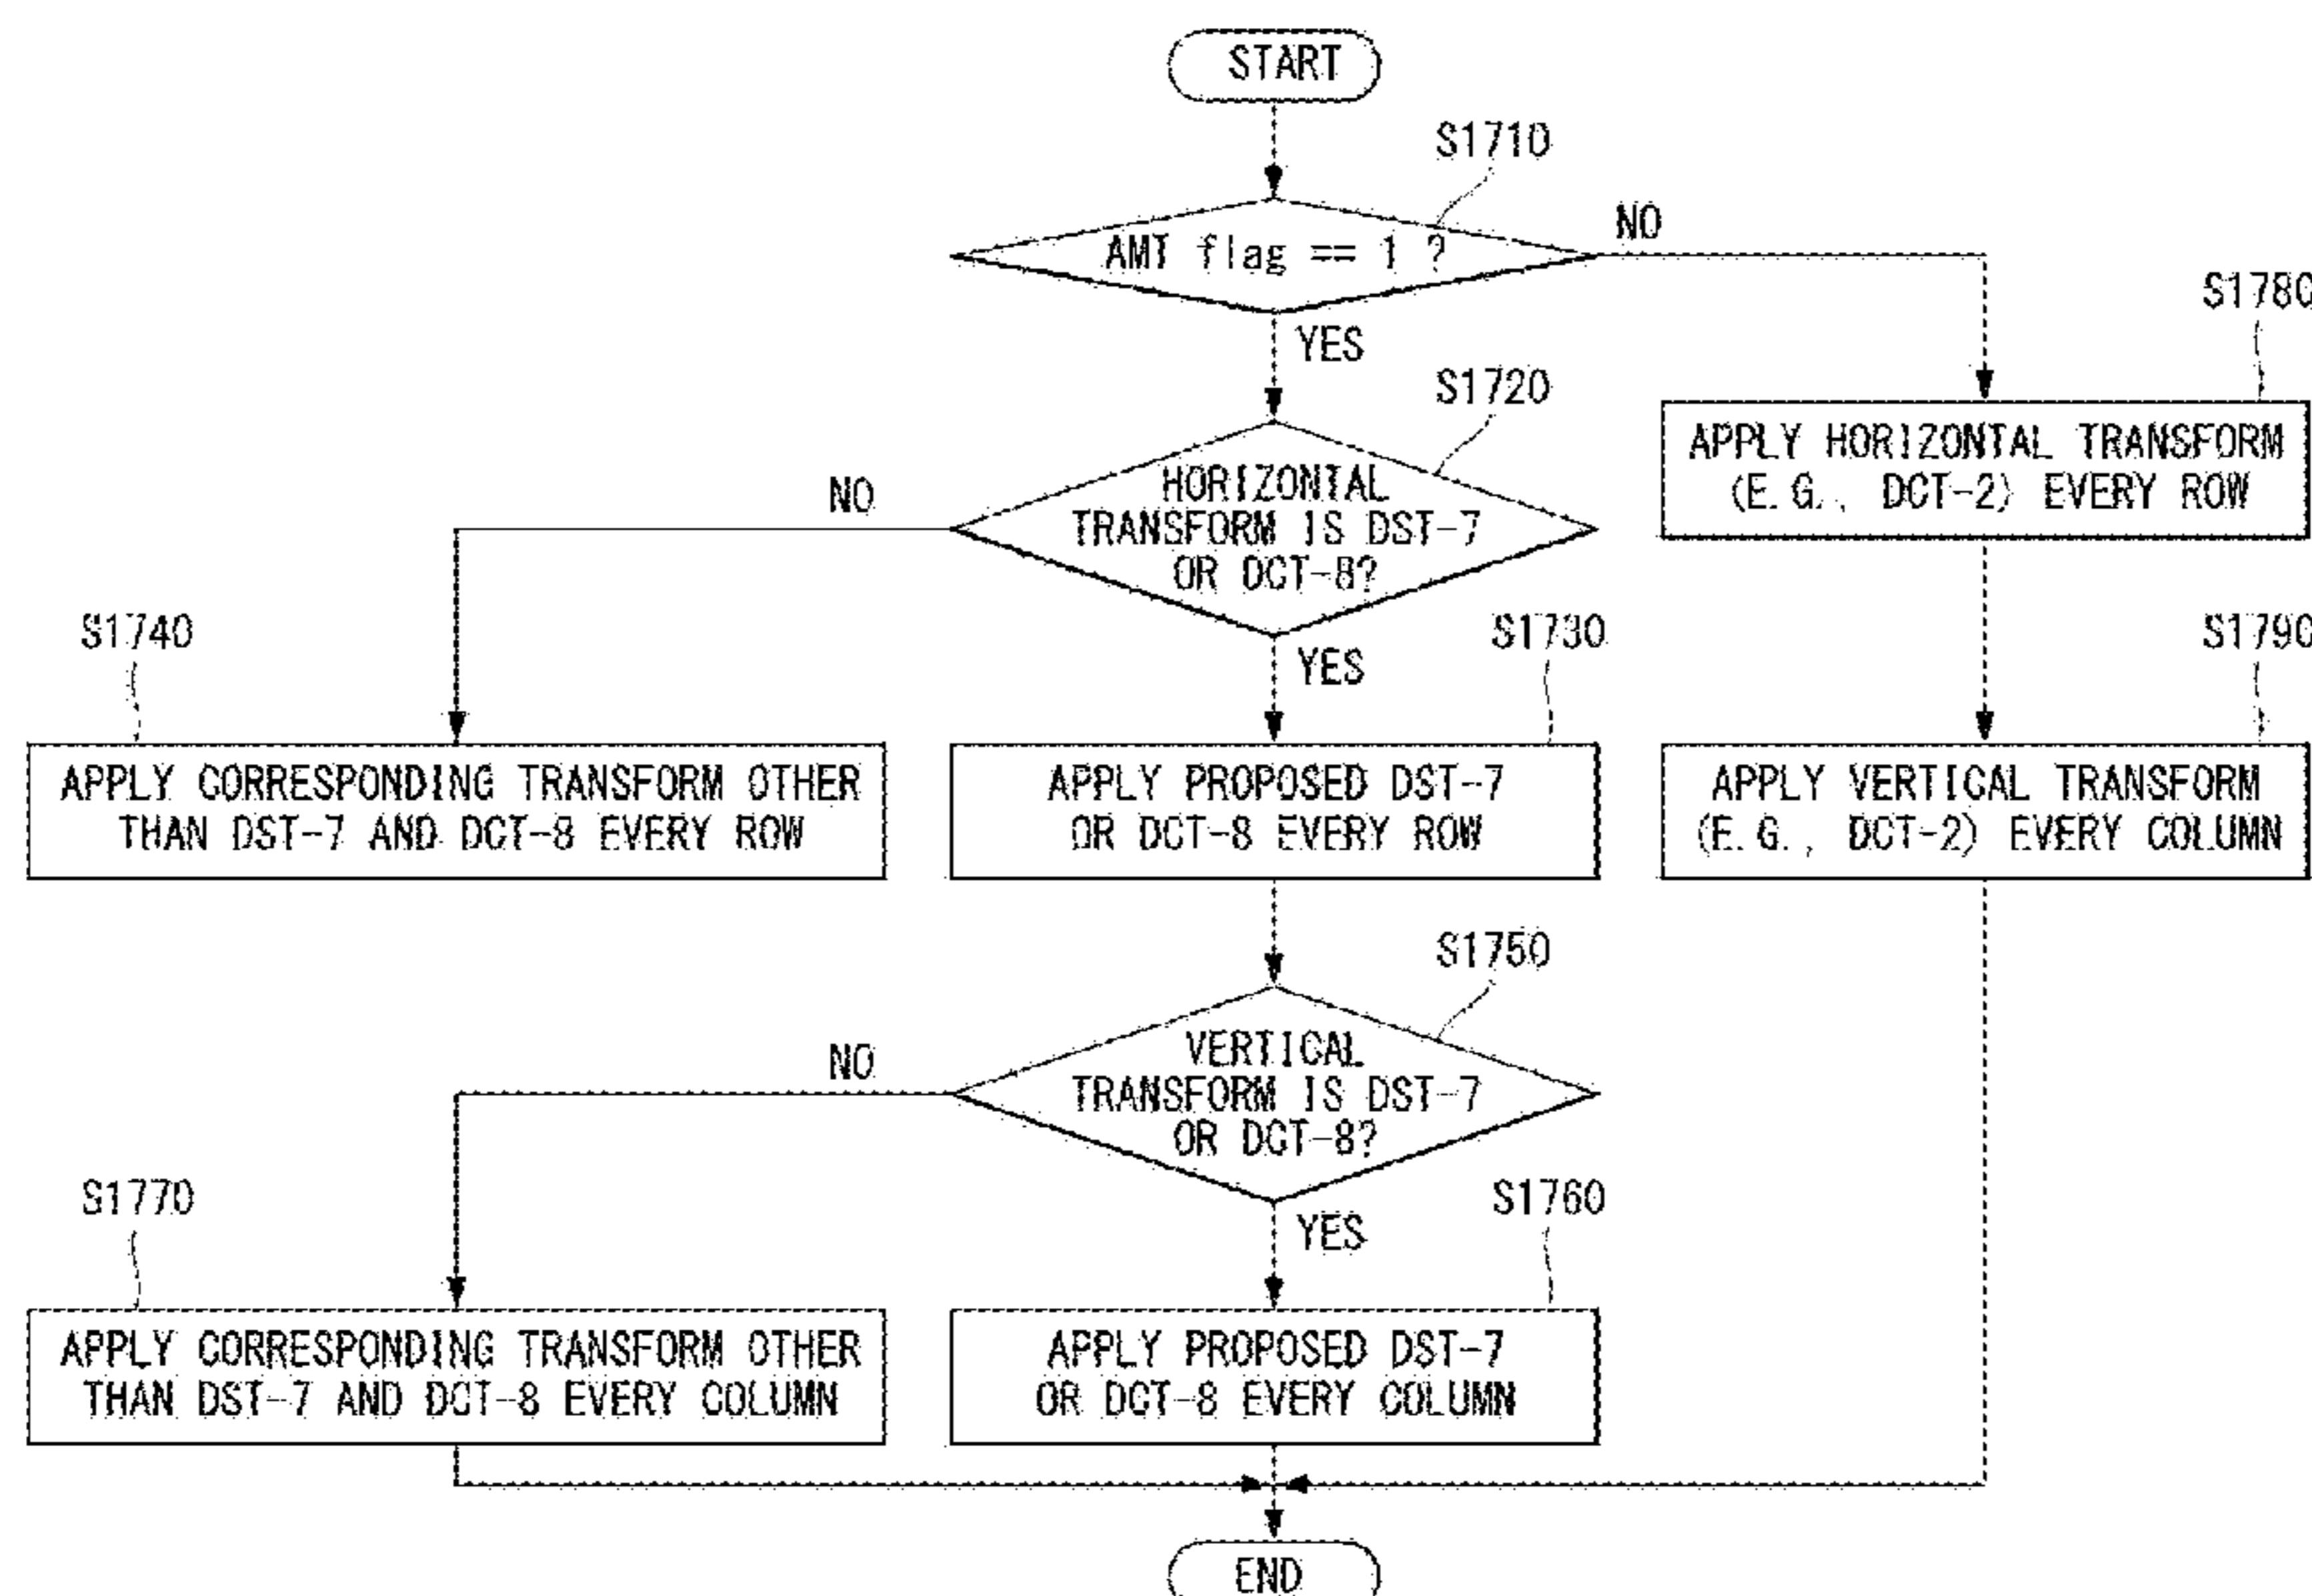 START
S1710
AMT flag == 1 ?
NO
YES
S1780
S1720
APPLY HORIZONTAL TRANSFORM
(E.G., DCT-2) EVERY ROW
HORIZONTAL
TRANSFORM IS DST-7
OR DCT-8?
NO
YES
S1740
S1730
S1790
APPLY CORRESPONDING TRANSFORM OTHER
THAN DST-7 AND DCT-8 EVERY ROW
APPLY PROPOSED DST-7
OR DCT-8 EVERY ROW
APPLY VERTICAL TRANSFORM
(E.G., DCT-2) EVERY COLUMN
S1750
VERTICAL
TRANSFORM IS DST-7
OR DCT-8?
NO
YES
S1770
S1760
APPLY CORRESPONDING TRANSFORM OTHER
THAN DST-7 AND DCT-8 EVERY COLUMN
APPLY PROPOSED DST-7
OR DCT-8 EVERY COLUMN
END